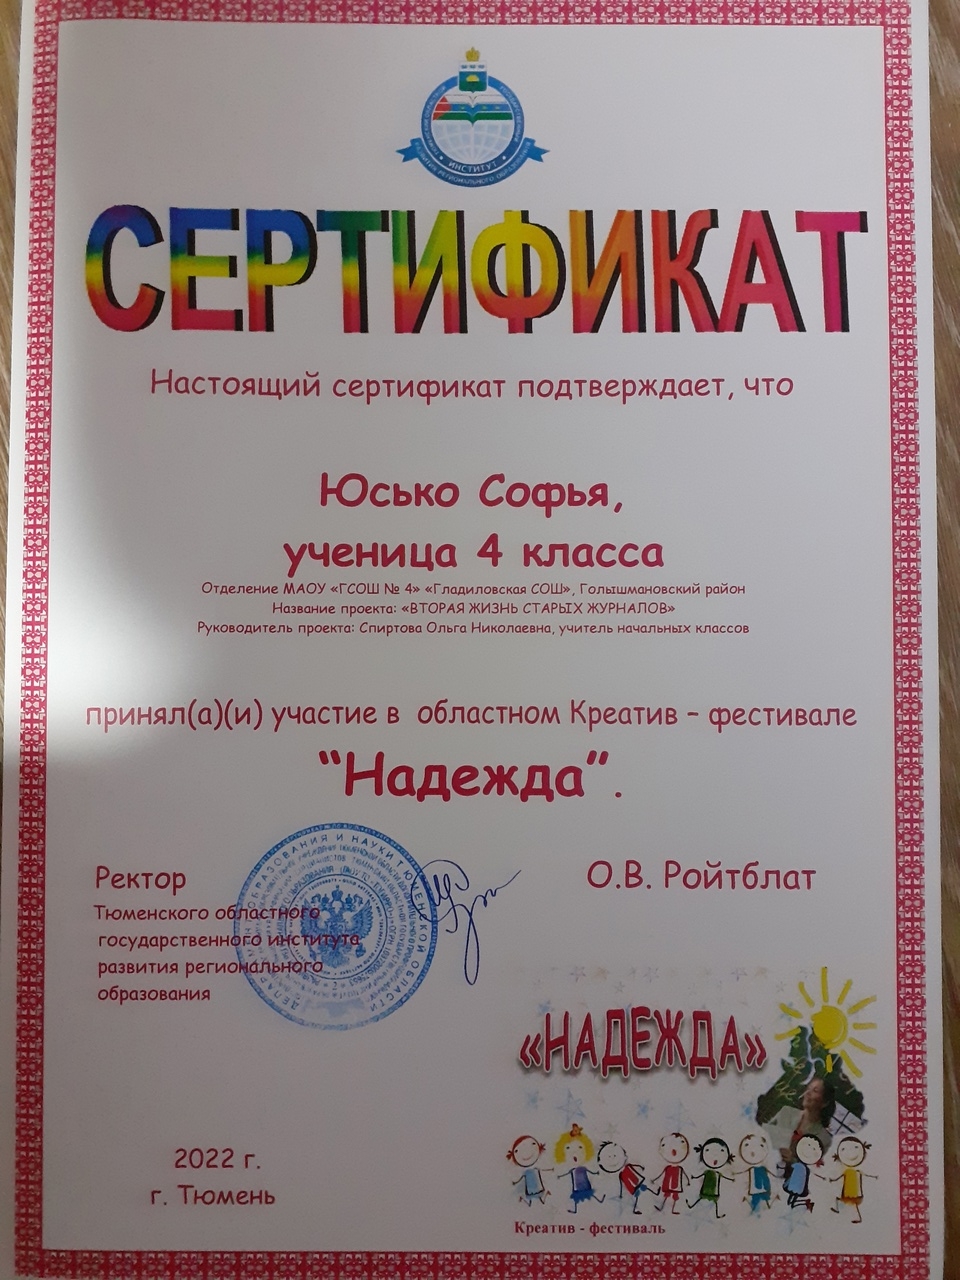 ИНСТИТУТ
СЕРТИФИКАТ
Настоящий сертификат подтверждает, что
Юсько Софья,
ученица 4 класса
Отделение МАОУ «ГСОШ № 4» «Гладиловская СОШ», Голышмановский район
Название проекта: «ВТОРАЯ ЖИЗНЬ СТАРЫХ ЖУРНАЛОВ»
Руководитель проекта: Спиртова Ольга Николаевна, учитель начальных классов
принял(а)(и) участие в областном Креатив – фестивале
“Надежда”.
Ректор
О.В. Ройтблат
Тюменского областного
государственного института
развития регионального
образования
«НАДЕЖДА»
2022 г.
г. Тюмень
Креатив - фестиваль